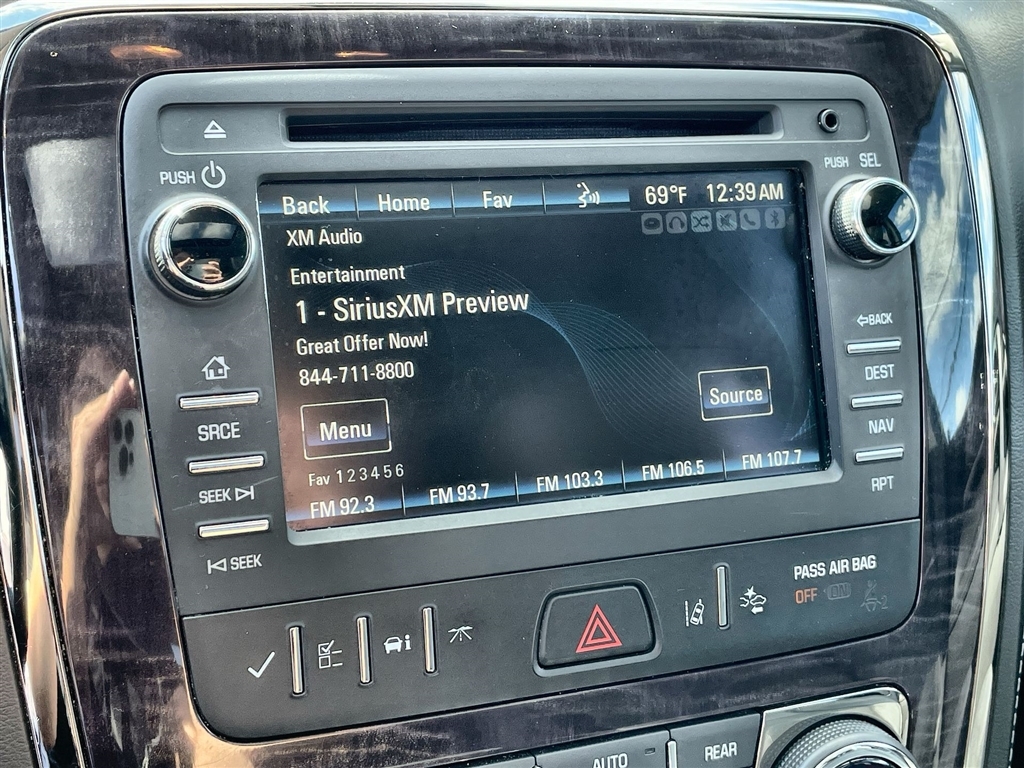 PUSH
PUSH SEL
Back Home Fav 69°F 12:39 AM
XM Audio
Entertainment
1 - SiriusXM Preview
Great Offer Now!
844-711-8800
Menu
Source
Fav 1 2 3 4 5 6
FM 92.3 FM 93.7 FM 103.3 FM 106.5 FM 107.7
SRCE
SEEK
SEEK
BACK
DEST
NAV
RPT
PASS AIR BAG
OFF ON
2
AUTO
REAR